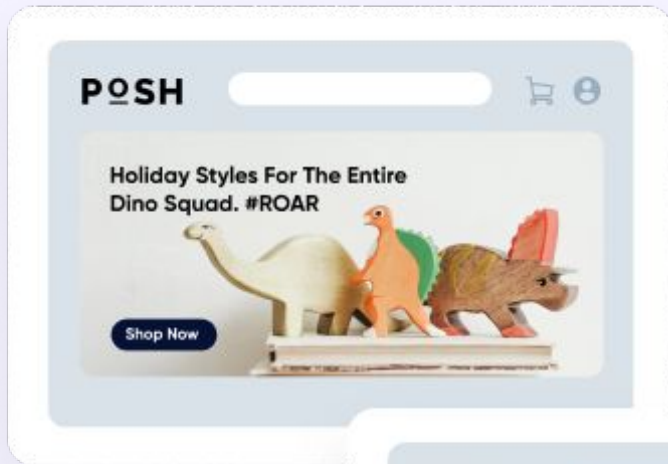 POSH
Holiday Styles For The Entire
Dino Squad. #ROAR
Shop Now